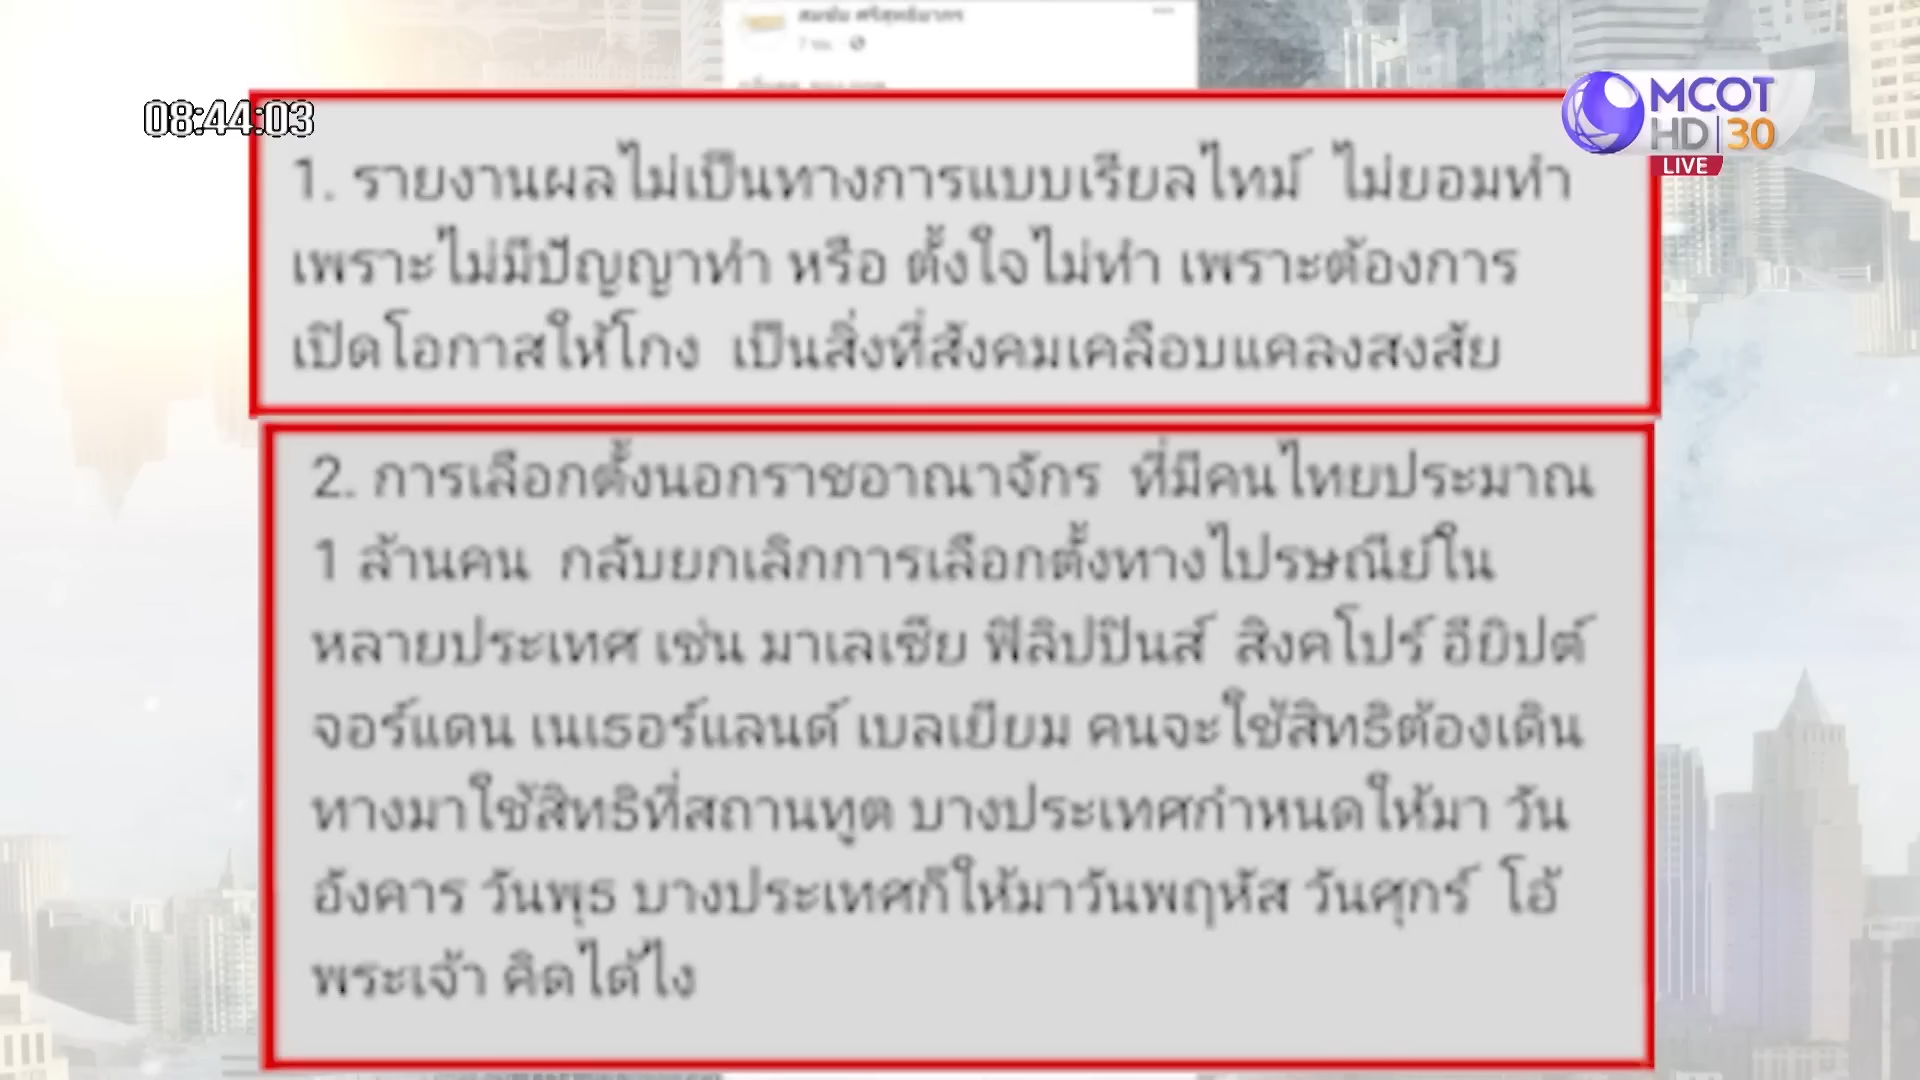 สมชัย ศรีสุทธิยากร
08:44:03
MCOT
HD 30
LIVE
1. รายงานผลไม่เป็นทางการแบบเรียลไทม์ ไม่ยอมทำ
เพราะไม่มีปัญญาทำ หรือ ตั้งใจไม่ทำ เพราะต้องการ
เปิดโอกาสให้โกง เป็นสิ่งที่สังคมเคลือบแคลงสงสัย
2. การเลือกตั้งนอกราชอาณาจักร ที่มีคนไทยประมาณ
1 ล้านคน กลับยกเลิกการเลือกตั้งทางไปรษณีย์ใน
หลายประเทศ เช่น มาเลเซีย ฟิลิปปินส์ สิงคโปร์ อียิปต์
จอร์แดน เนเธอร์แลนด์ เบลเยียม คนจะใช้สิทธิต้องเดิน
ทางมาใช้สิทธิที่สถานทูต บางประเทศกำหนดให้มา วัน
อังคาร วันพุธ บางประเทศก็ให้มาวันพฤหัส วันศุกร์ โอ้
พระเจ้า คิดได้ไง